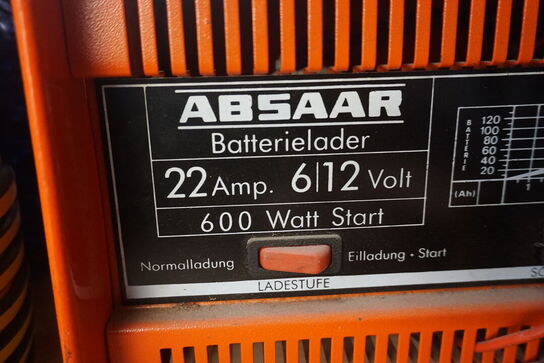 ABSAAR
Batterielader
22 Amp. 6|12 Volt
600 Watt Start
Normalladung
Eilladung • Start
LADESTUFE
BATTERIE
120
100
80
60
40
20
(Ah)